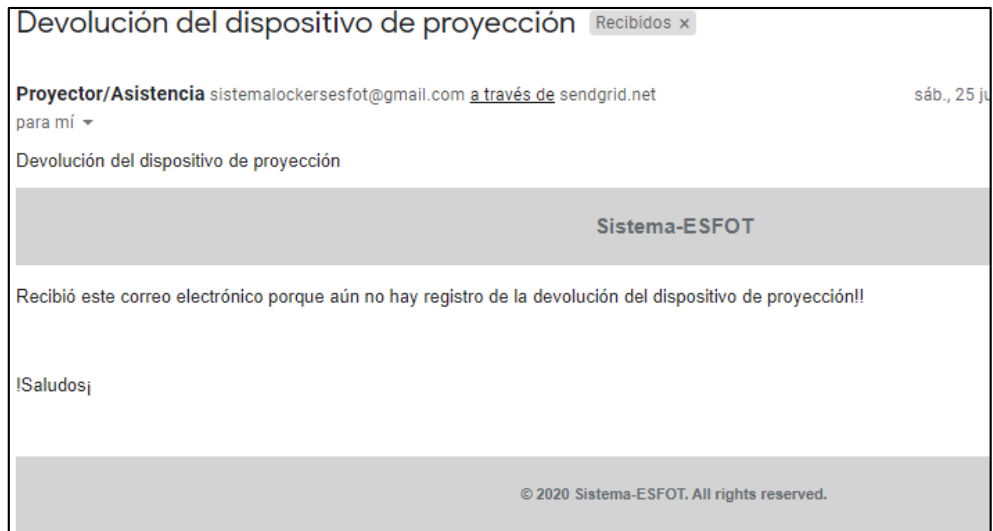 Devolución del dispositivo de proyección Recibidos x
Proyector/Asistencia sistemalockersesfot@gmail.com a través de sendgrid.net sáb., 25
para mí
Devolución del dispositivo de proyección
Sistema-ESFOT
Recibió este correo electrónico porque aún no hay registro de la devolución del dispositivo de proyección!!
!Saludos¡
© 2020 Sistema-ESFOT. All rights reserved.